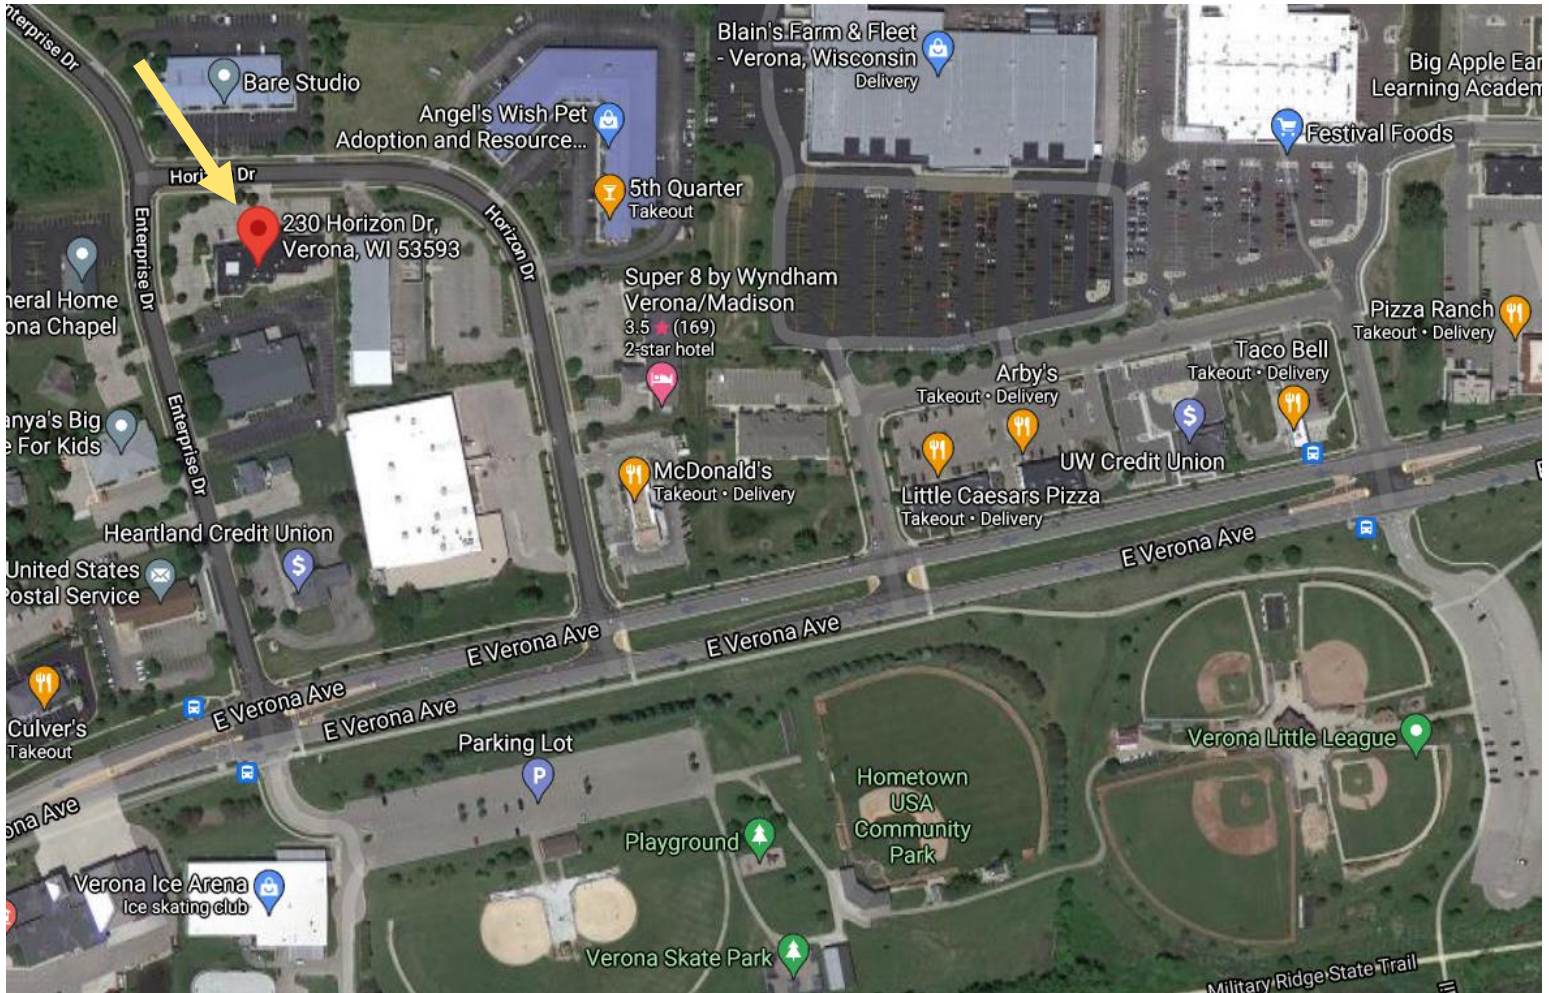 Enterprise Dr
Bare Studio
Blain's Farm & Fleet
- Verona, Wisconsin
Delivery
Big Apple Ear
Learning Academ
Angel's Wish Pet
Adoption and Resource...
Festival Foods
Horizon Dr
5th Quarter
Takeout
230 Horizon Dr,
Verona, WI 53593
Enterprise Dr
Horizon Dr
Super 8 by Wyndham
Verona/Madison
3.5 ★ (169)
2-star hotel
neral Home
ona Chapel
Pizza Ranch
Takeout • Delivery
Taco Bell
Takeout • Delivery
Arby's
Takeout • Delivery
anya's Big
e For Kids
Enterprise Dr
UW Credit Union
McDonald's
Takeout • Delivery
Little Caesars Pizza
Takeout • Delivery
Heartland Credit Union
$
$
United States
Postal Service
E Verona Ave
E Verona Ave
E Verona Ave
E Verona Ave
E Verona Ave
Culver's
Takeout
Parking Lot
P
Verona Little League
Hometown
USA
Community
Park
ona Ave
Playground
Verona Ice Arena
Ice skating club
Verona Skate Park
Military Ridge State Trail